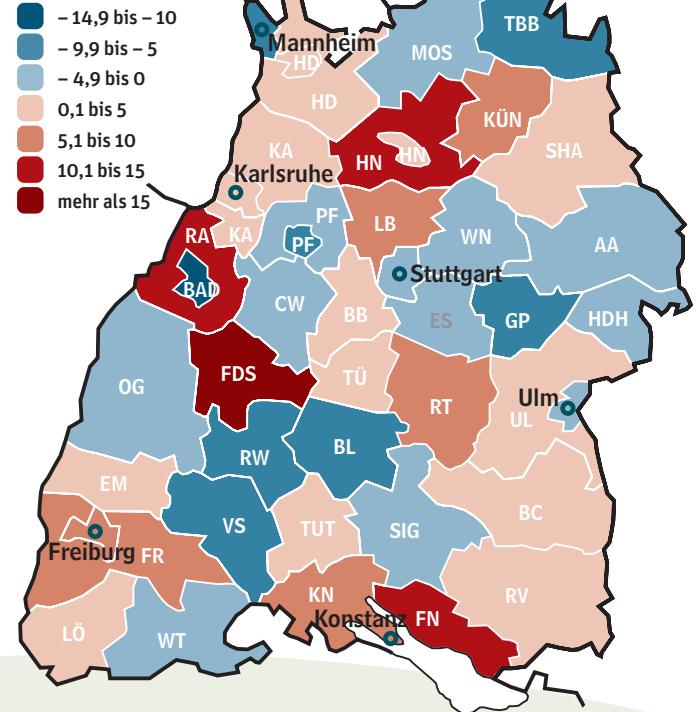 – 14,9 bis – 10
– 9,9 bis – 5
– 4,9 bis 0
0,1 bis 5
5,1 bis 10
10,1 bis 15
mehr als 15
TBB
Mannheim
MOS
HD
HD
KÜN
KA
HN
HN
SHA
Karlsruhe
PF
LB
RA
KA
PF
WN
AA
Stuttgart
BAD
CW
BB
ES
GP
HDH
FDS
TÜ
OG
RT
Ulm
UL
RW
BL
EM
VS
TUT
SIG
BC
Freiburg
FR
KN
RV
Konstanz
FN
LÖ
WT